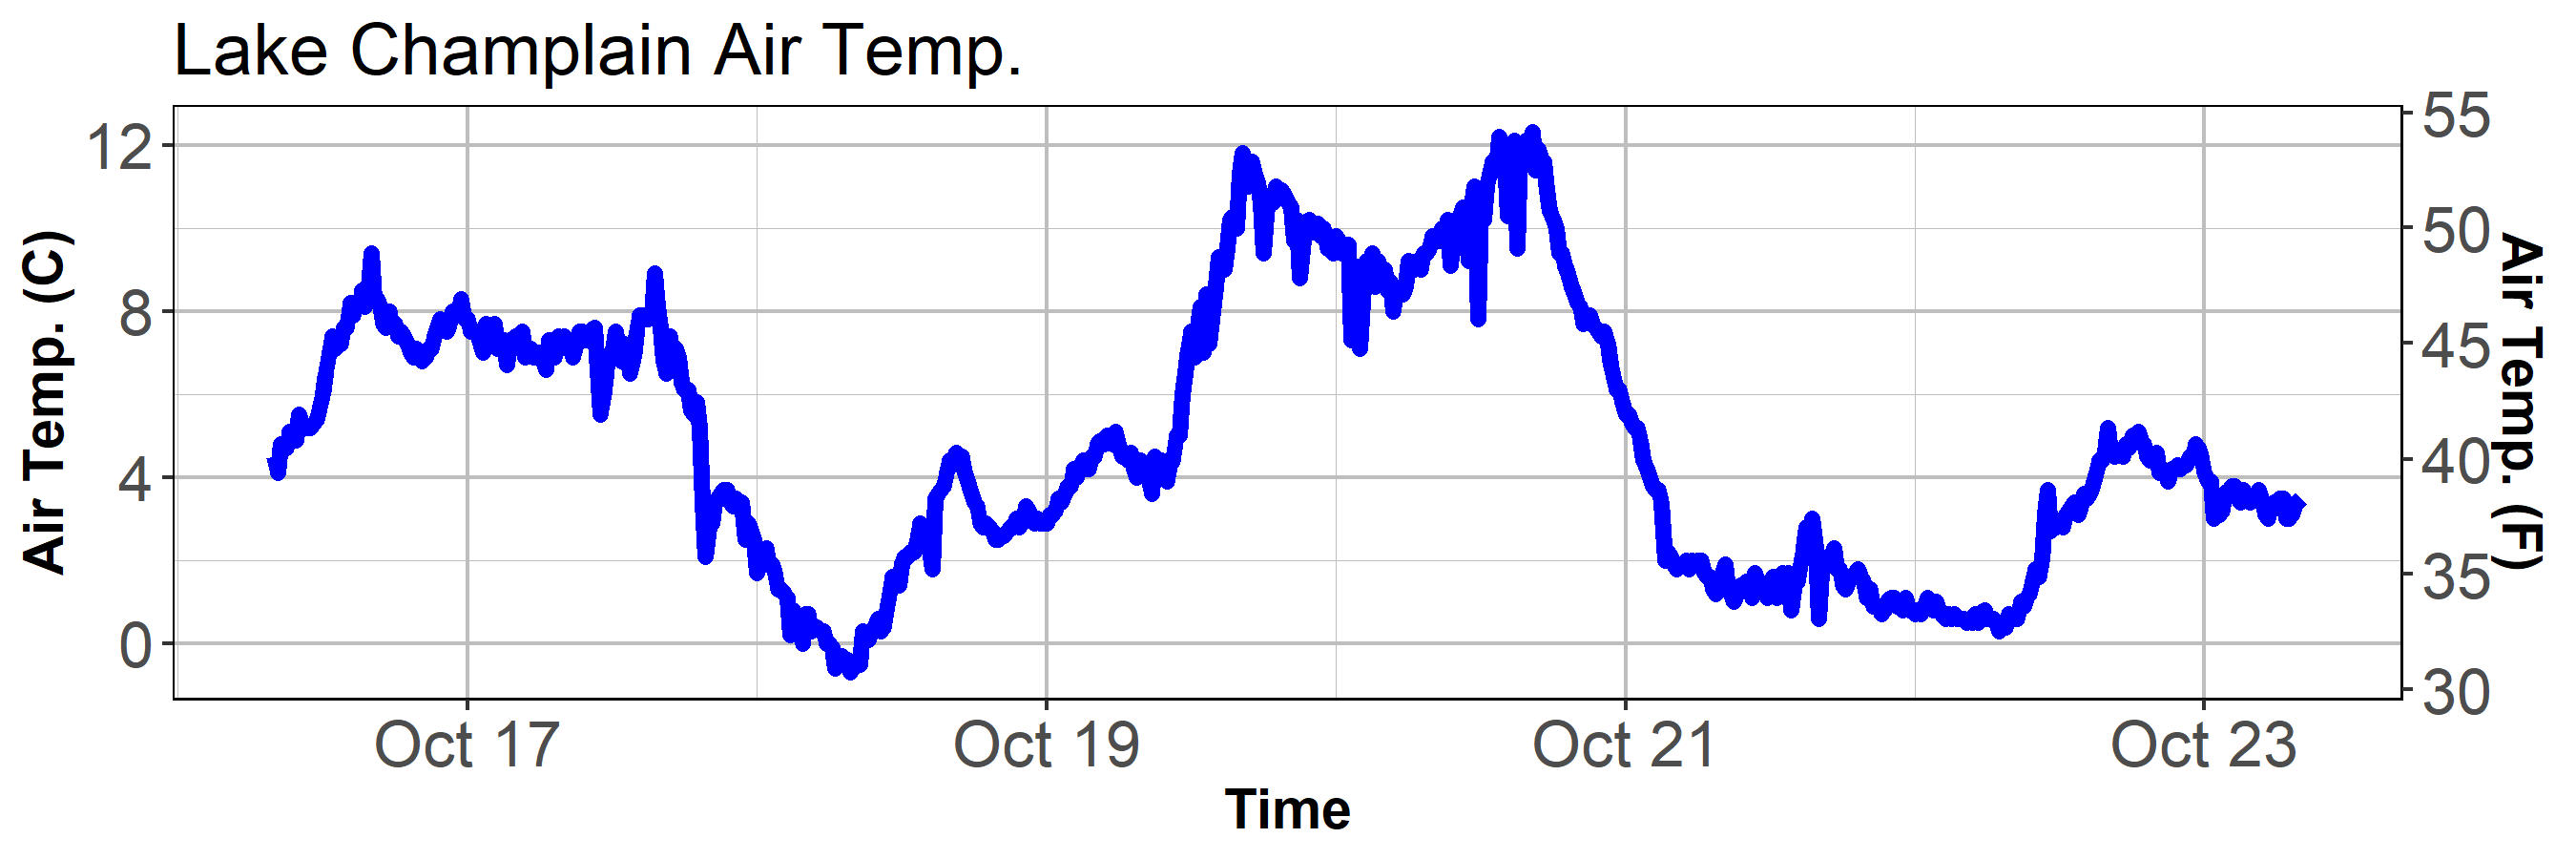 Lake Champlain Air Temp.
Air Temp. (C)
12
8
4
0
55
50
45
40
35
30
Air Temp. (F)
Oct 17 Oct 19 Oct 21 Oct 23
Time